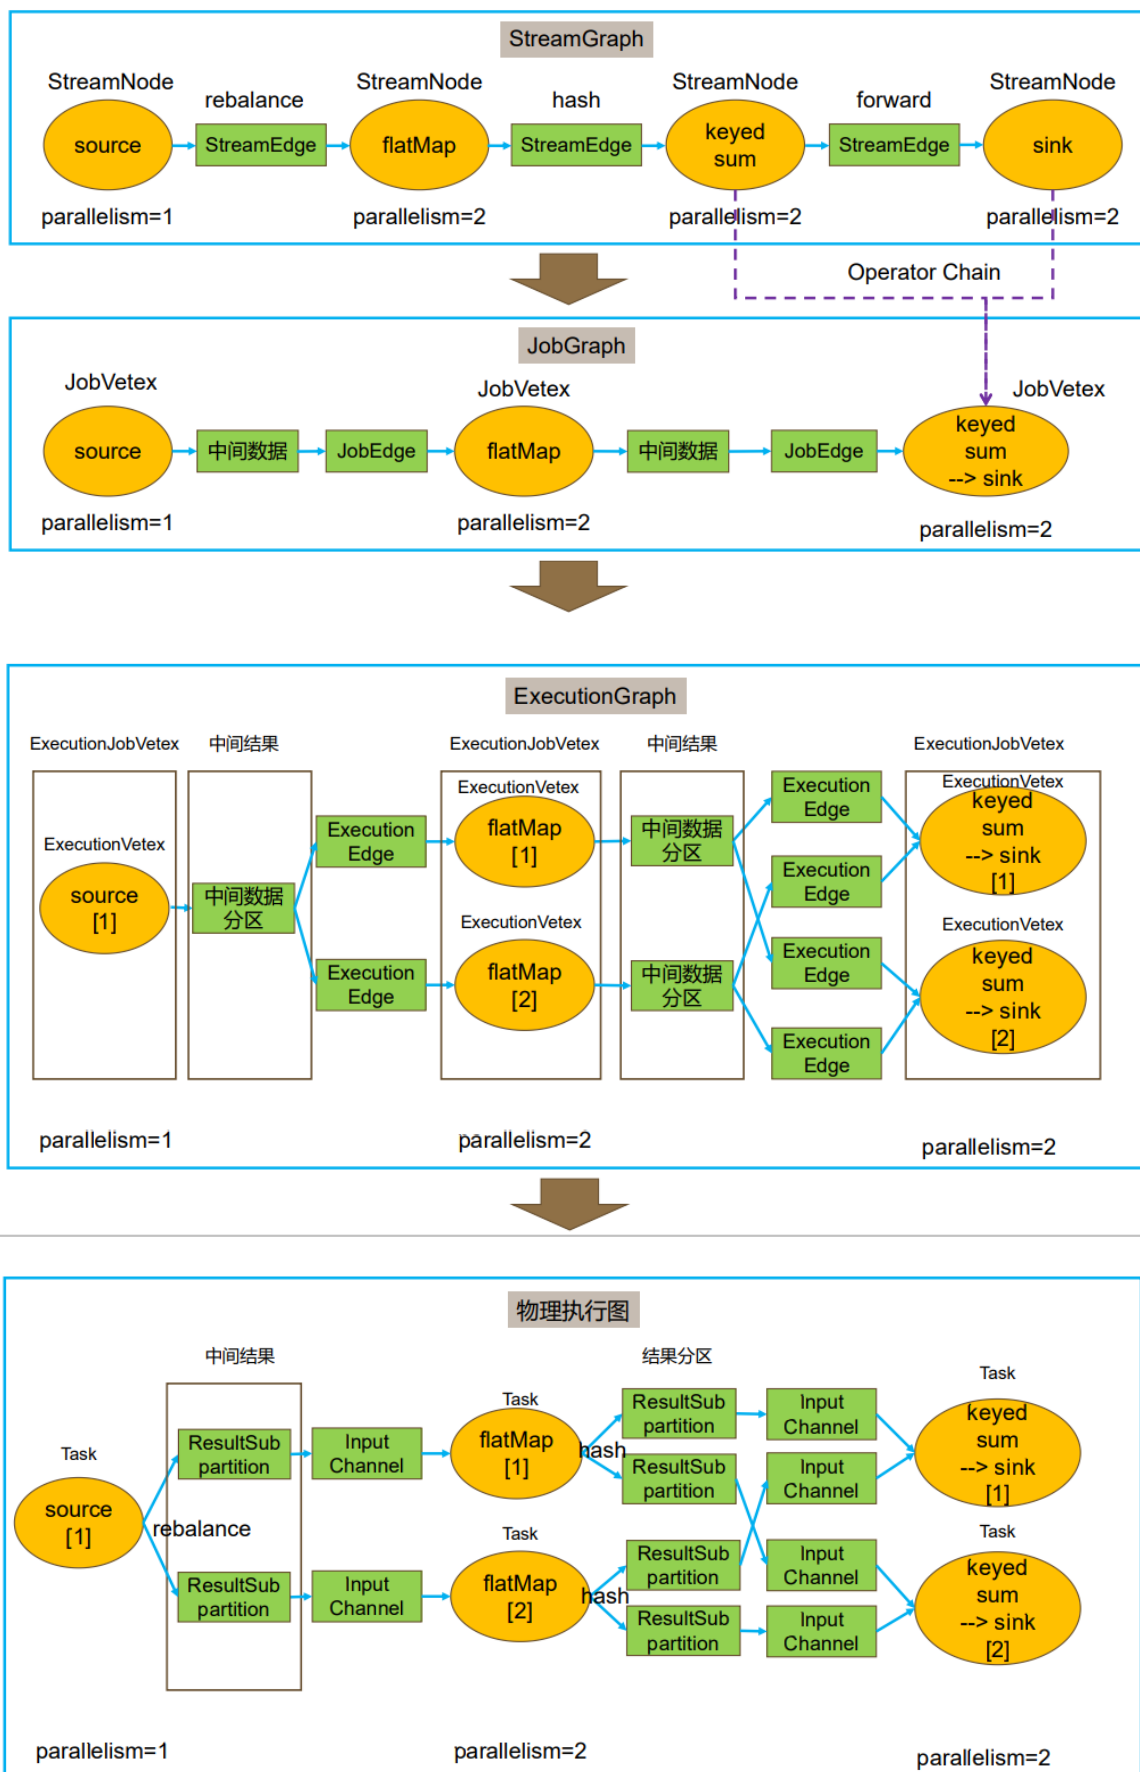 StreamGraph
StreamNode
StreamNode
StreamNode
StreamNode
rebalance
hash
forward
source
StreamEdge
flatMap
StreamEdge
keyed
sum
StreamEdge
sink
parallelism=1
parallelism=2
parallelism=2
parallelism=2
Operator Chain
JobGraph
JobVetex
JobVetex
JobVetex
source
中间数据
JobEdge
flatMap
中间数据
JobEdge
keyed
sum
--> sink
parallelism=1
parallelism=2
parallelism=2
ExecutionGraph
ExecutionJobVetex
中间结果
ExecutionJobVetex
中间结果
ExecutionJobVetex
ExecutionVetex
source
[1]
中间数据
分区
Execution
Edge
Execution
Edge
ExecutionVetex
flatMap
[1]
ExecutionVetex
flatMap
[2]
中间数据
分区
中间数据
分区
Execution
Edge
Execution
Edge
Execution
Edge
Execution
Edge
ExecutionVetex
keyed
sum
--> sink
[1]
ExecutionVetex
keyed
sum
--> sink
[2]
parallelism=1
parallelism=2
parallelism=2
物理执行图
中间结果
结果分区
Task
source
[1]
rebalance
ResultSub
partition
ResultSub
partition
Input
Channel
Input
Channel
Task
flatMap
[1]
hash
Task
flatMap
[2]
hash
ResultSub
partition
ResultSub
partition
ResultSub
partition
ResultSub
partition
Input
Channel
Input
Channel
Input
Channel
Input
Channel
Task
keyed
sum
--> sink
[1]
Task
keyed
sum
--> sink
[2]
parallelism=1
parallelism=2
parallelism=2